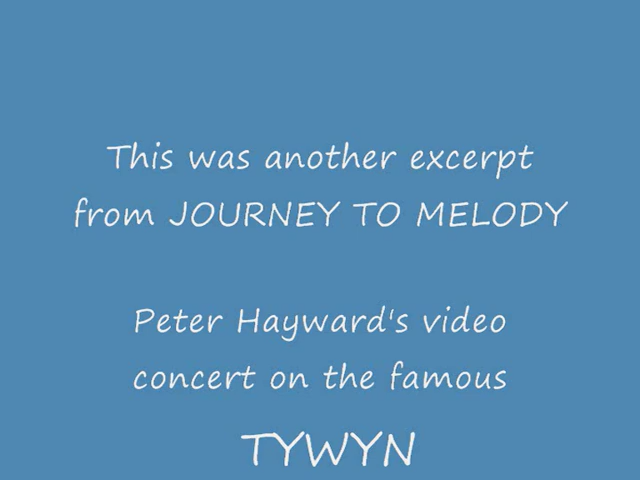 This was another excerpt
from JOURNEY TO MELODY
Peter Hayward's video
concert on the famous
TYWYN